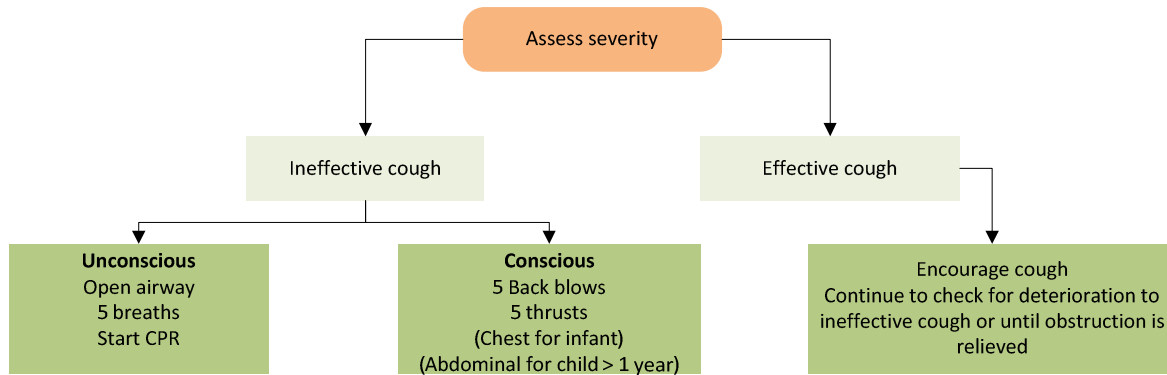 Assess severity
Ineffective cough
Effective cough
Unconscious
Open airway
5 breaths
Start CPR
Conscious
5 Back blows
5 thrusts
(Chest for infant)
(Abdominal for child > 1 year)
Encourage cough
Continue to check for deterioration to
ineffective cough or until obstruction is
relieved